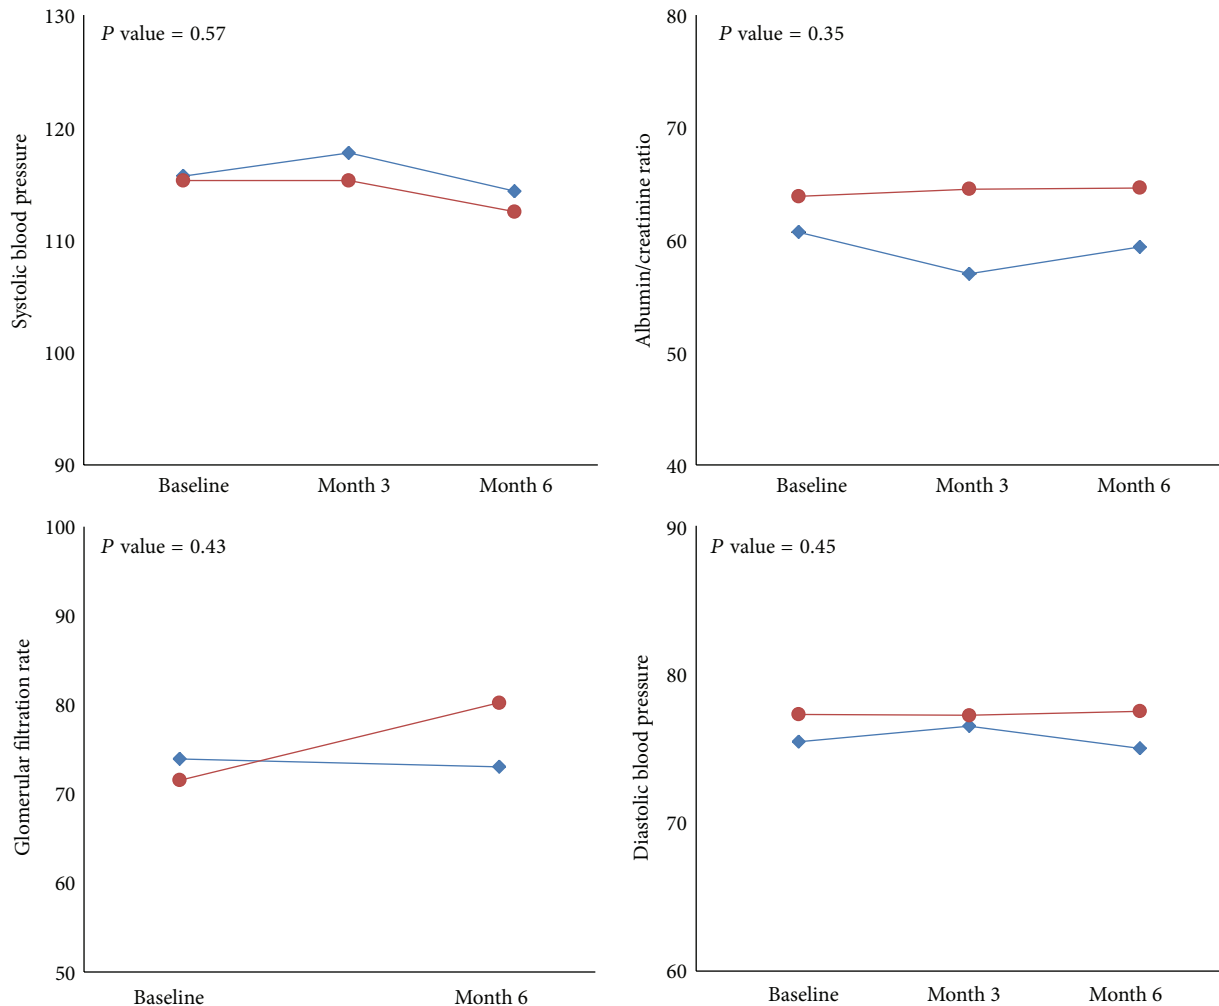 130
120
110
100
90
Systolic blood pressure
P value = 0.57
Baseline Month 3 Month 6
80
70
60
50
40
Albumin/creatinine ratio
P value = 0.35
Baseline Month 3 Month 6
100
90
80
70
60
50
Glomerular filtration rate
P value = 0.43
Baseline Month 6
90
80
70
60
Diastolic blood pressure
P value = 0.45
Baseline Month 3 Month 6